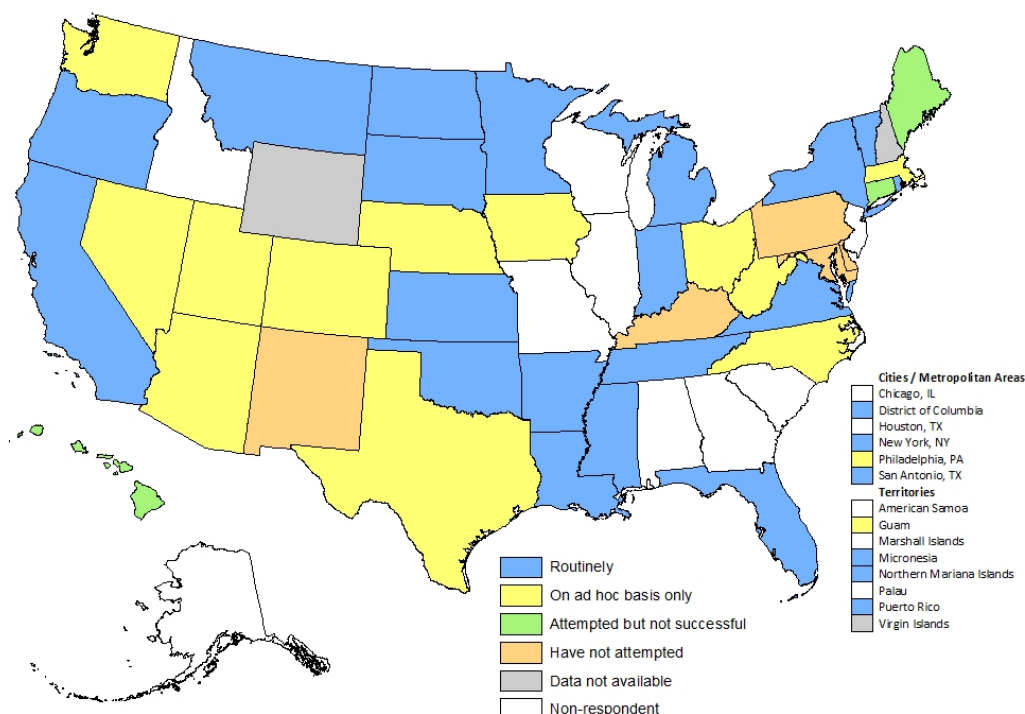 Cities / Metropolitan Areas
Chicago, IL
District of Columbia
Houston, TX
New York, NY
Philadelphia, PA
San Antonio, TX
Territories
American Samoa
Guam
Marshall Islands
Micronesia
Northern Mariana Islands
Palau
Puerto Rico
Virgin Islands
Routinely
On ad hoc basis only
Attempted but not successful
Have not attempted
Data not available
Non-respondent